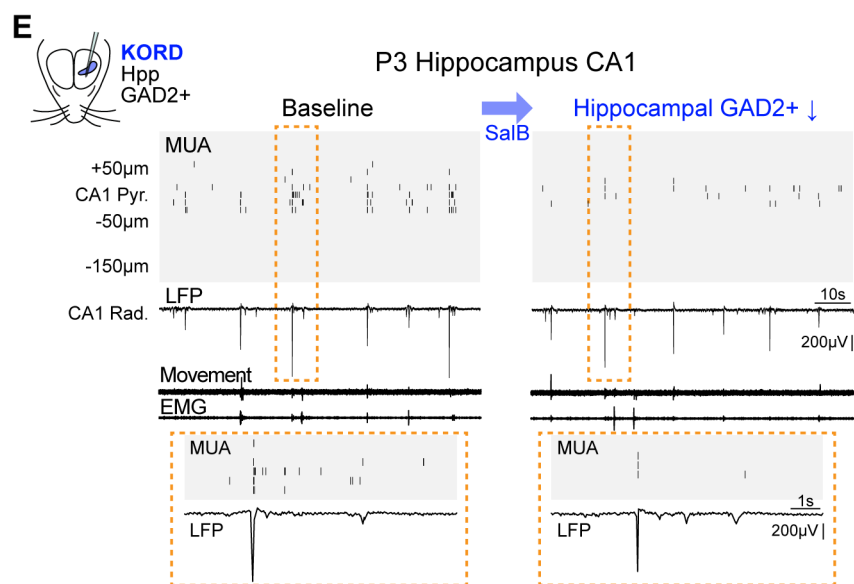 E
KORD
Hpp
GAD2+
P3 Hippocampus CA1
Baseline
SalB
Hippocampal GAD2+ ↓
MUA
+50µm
CA1 Pyr.
-50µm
-150µm
LFP
CA1 Rad.
10s
200µV
Movement
EMG
MUA
LFP
MUA
1s
LFP
200µV